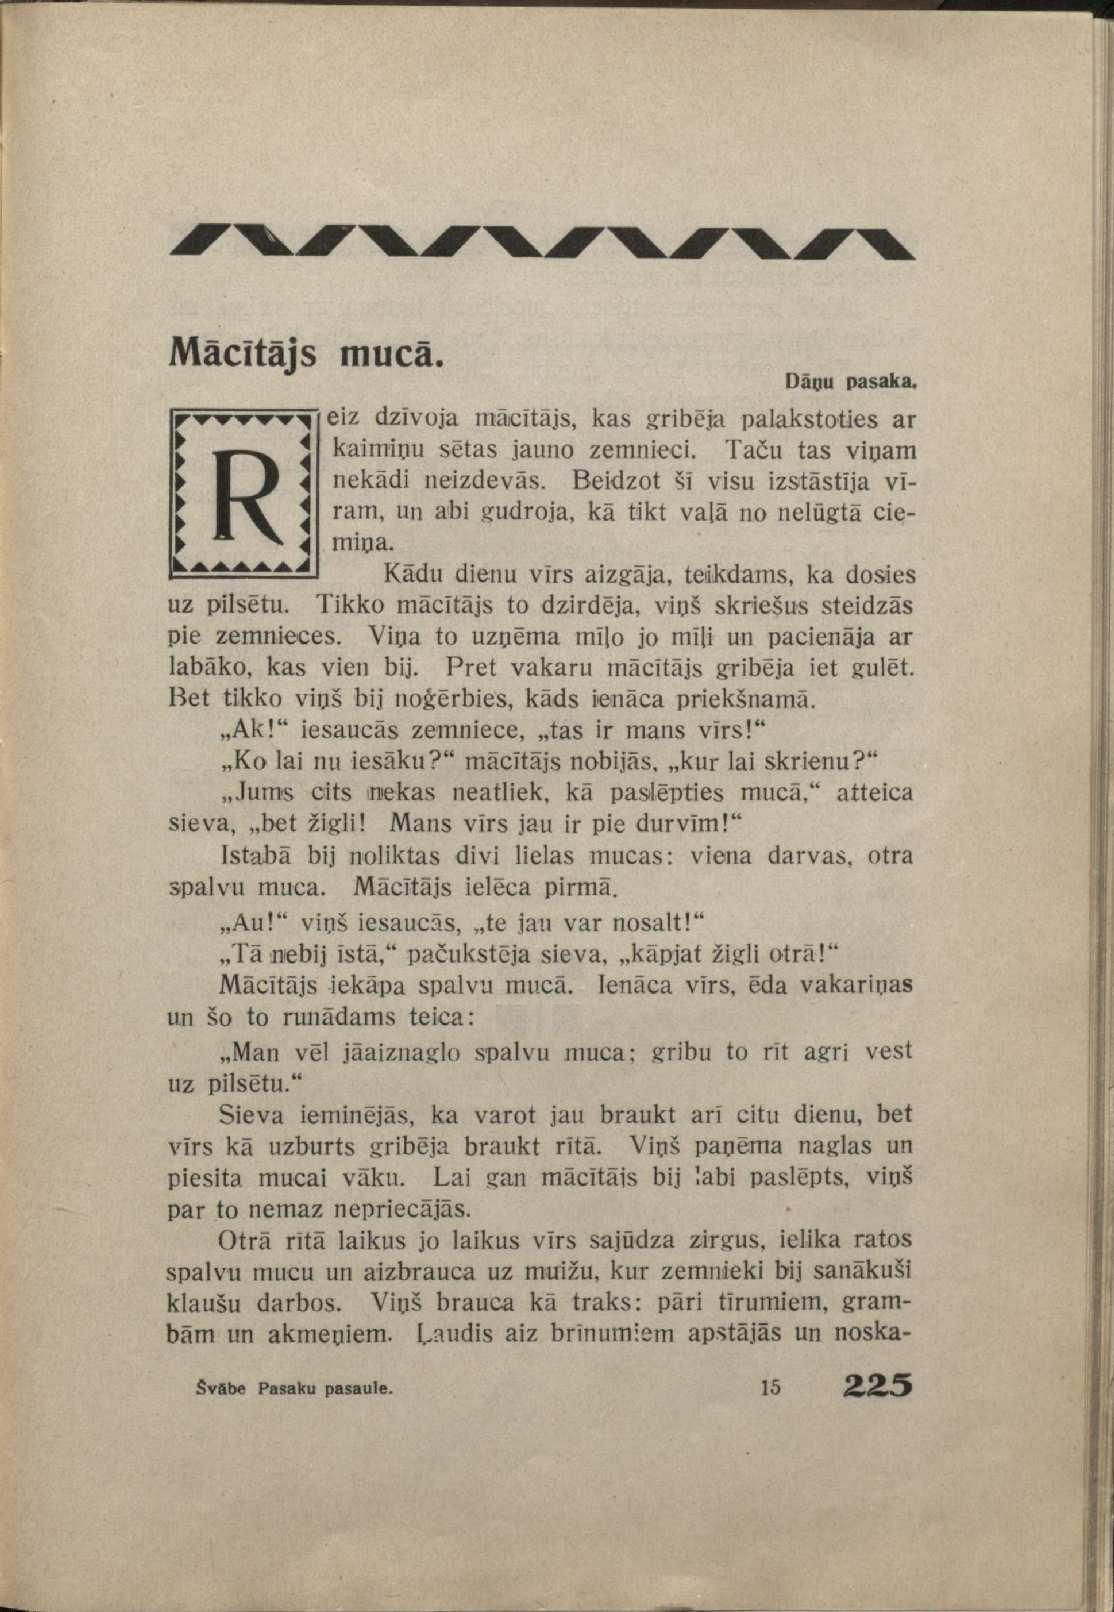 Mācītājs mucā.
Dāņu pasaka.
Reiz dzīvoja mācītājs, kas gribēja palakstoties ar
kaimiņu sētas jauno zemnieci. Taču tas viņam
nekādi neizdevās. Beidzot šī visu izstāstīja vī-
ram, un abi gudroja, kā tikt vaļā no nelūgtā cie-
miņa.
Kādu dienu vīrs aizgāja, teikdams, ka dosies
uz pilsētu. Tikko mācītājs to dzirdēja, viņš skriešus steidzās
pie zemnieces. Viņa to uzņēma mīļo jo mīļi un pacienāja ar
labāko, kas vien bij. Pret vakaru mācītājs gribēja iet gulēt.
Bet tikko viņš bij noģērbies, kāds ienāca priekšnamā.
„Ak!“ iesaucās zemniece, „tas ir mans vīrs!“
„Ko lai nu iesāku?“ mācītājs nobijās, „kur lai skrienu?“
„Jums cits nekas neatliek, kā paslēpties mucā,“ atteica
sieva, „bet žigli! Mans vīrs jau ir pie durvīm!“
Istabā bij noliktas divi lielas mucas: viena darvas, otra
spalvu muca. Mācītājs ielēca pirmā.
„Au!“ viņš iesaucās, „te jau var nosalt!“
„Tā nebij īstā,“ pačukstēja sieva, „kāpjat žigli otrā!“
Mācītājs iekāpa spalvu mucā. Ienāca vīrs, ēda vakariņas
un šo to runādams teica:
„Man vēl jāaiznaglo spalvu muca; gribu to rīt agri vest
uz pilsētu.“
Sieva ieminējās, ka varot jau braukt arī citu dienu, bet
vīrs kā uzburts gribēja braukt rītā. Viņš paņēma naglas un
piesita mucai vāku. Lai gan mācītājs bij labi paslēpts, viņš
par to nemaz nepriecājās.
Otrā rītā laikus jo laikus vīrs sajūdza zirgus, ielika ratos
spalvu mucu un aizbrauca uz muižu, kur zemnieki bij sanākuši
klaušu darbos. Viņš brauca kā traks: pāri tīrumiem, gram-
bām un akmeņiem. Ļaudis aiz brīnumiem apstājās un noska-
Švābe Pasaku pasaule. 15 225